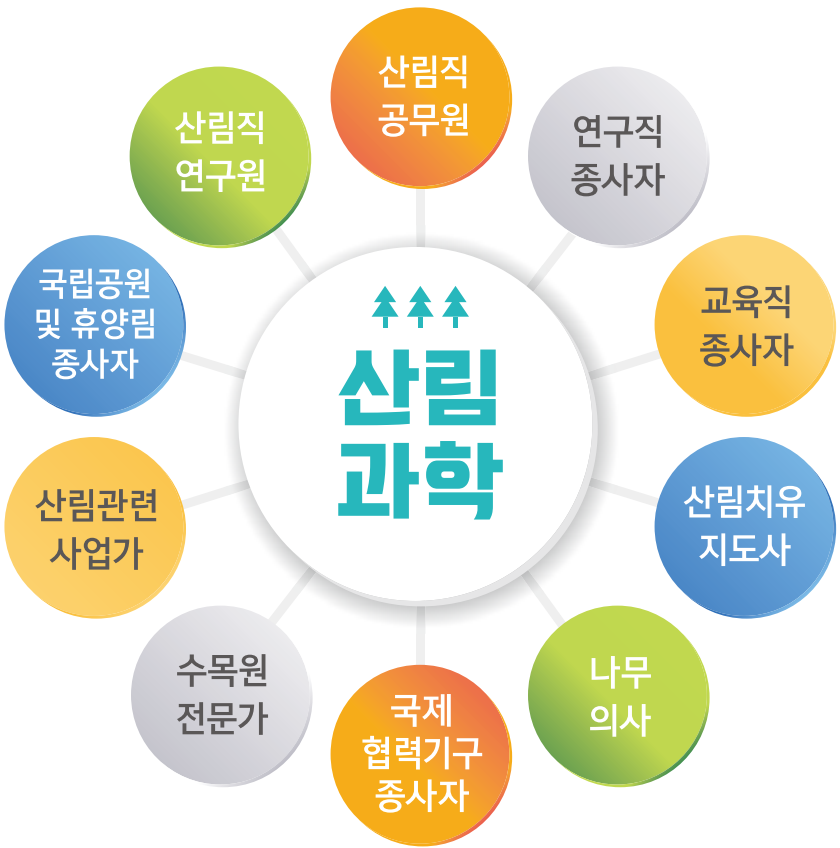 산림
과학
산림직
공무원
연구직
종사자
교육직
종사자
산림치유
지도사
나무
의사
국제
협력기구
종사자
수목원
전문가
산림관련
사업가
국립공원
및 휴양림
종사자
산림직
연구원